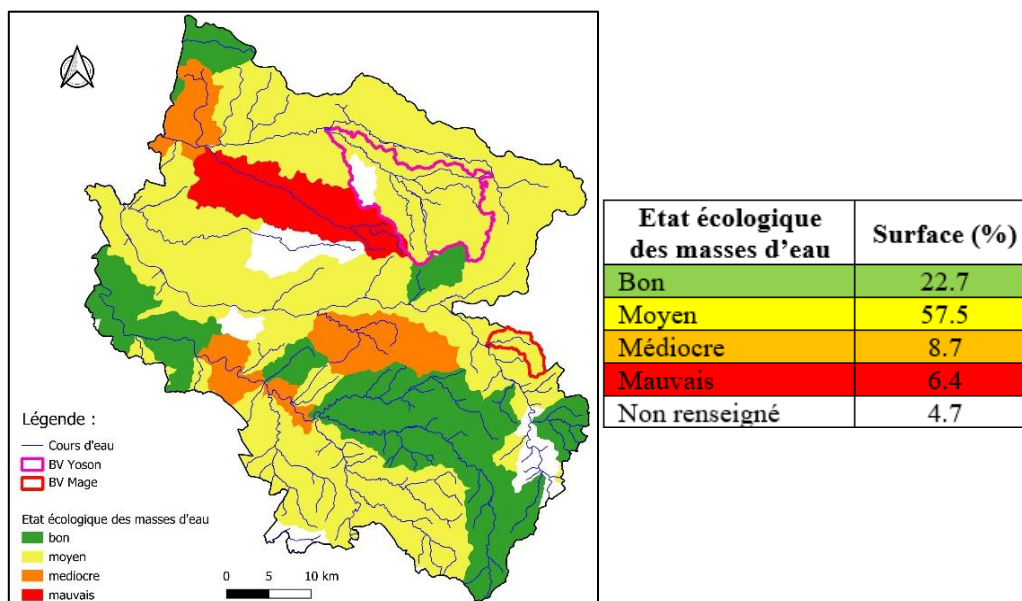 Légende :
Cours d'eau
BV Yoson
BV Mage
Etat écologique des masses d'eau
bon
moyen
mediocre
mauvais
0 5 10 km
Etat écologique des masses d’eau Surface (%)
Bon 22.7
Moyen 57.5
Médiocre 8.7
Mauvais 6.4
Non renseigné 4.7